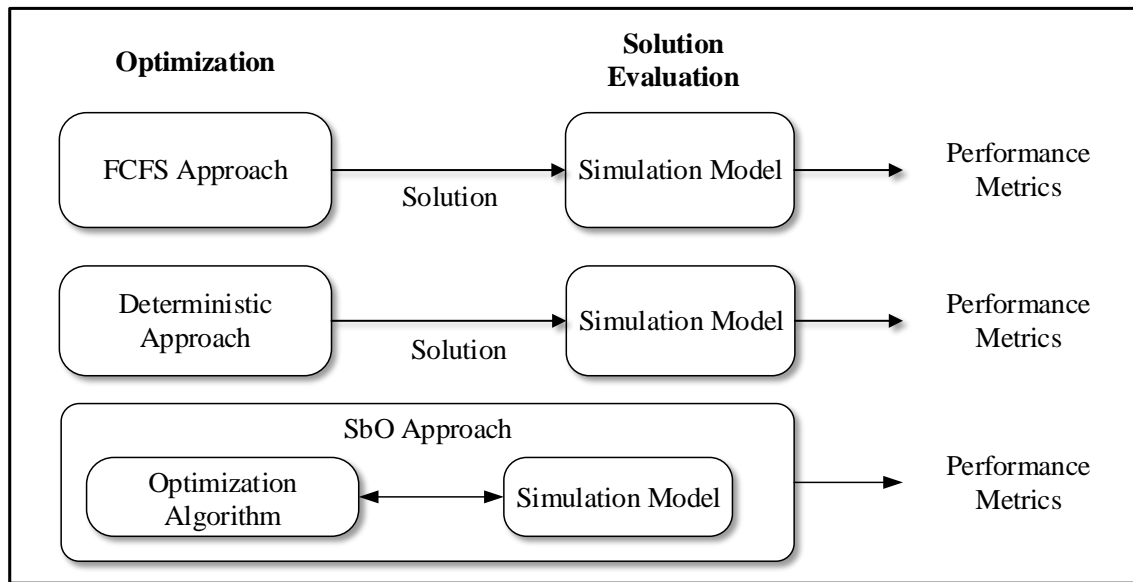 Optimization
Solution
Evaluation
FCFS Approach
Solution
Simulation Model
Performance
Metrics
Deterministic
Approach
Solution
Simulation Model
Performance
Metrics
SbO Approach
Optimization
Algorithm
Simulation Model
Performance
Metrics